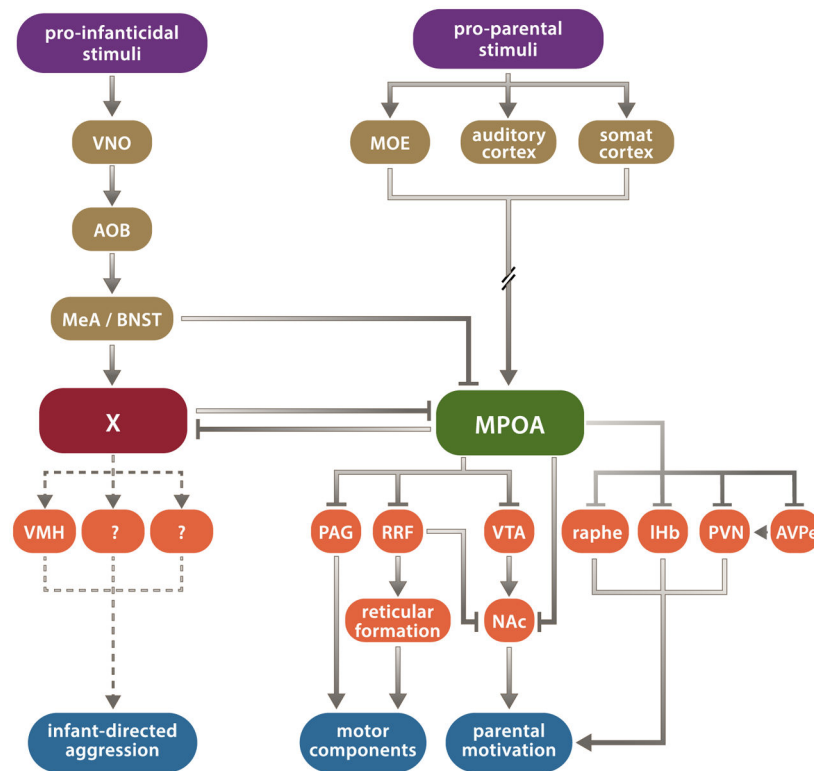 pro-infanticidal
stimuli
pro-parental
stimuli
VNO
MOE
auditory
cortex
somat
cortex
AOB
MeA / BNST
X
MPOA
VMH
?
?
PAG
RRF
VTA
raphe
lHb
PVN
AVPe
reticular
formation
NAc
infant-directed
aggression
motor
components
parental
motivation